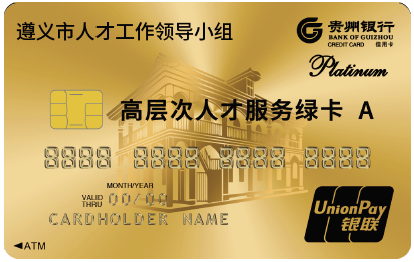 遵义市人才工作领导小组
贵州银行
BANK OF GUIZHOU
CREDIT CARD 信用卡
Platinum
高层次人才服务绿卡 A
8888 8888 8888 8888
MONTH/YEAR
VALID THRU 00/00
CARDHOLDER NAME
ATM
UnionPay
银联